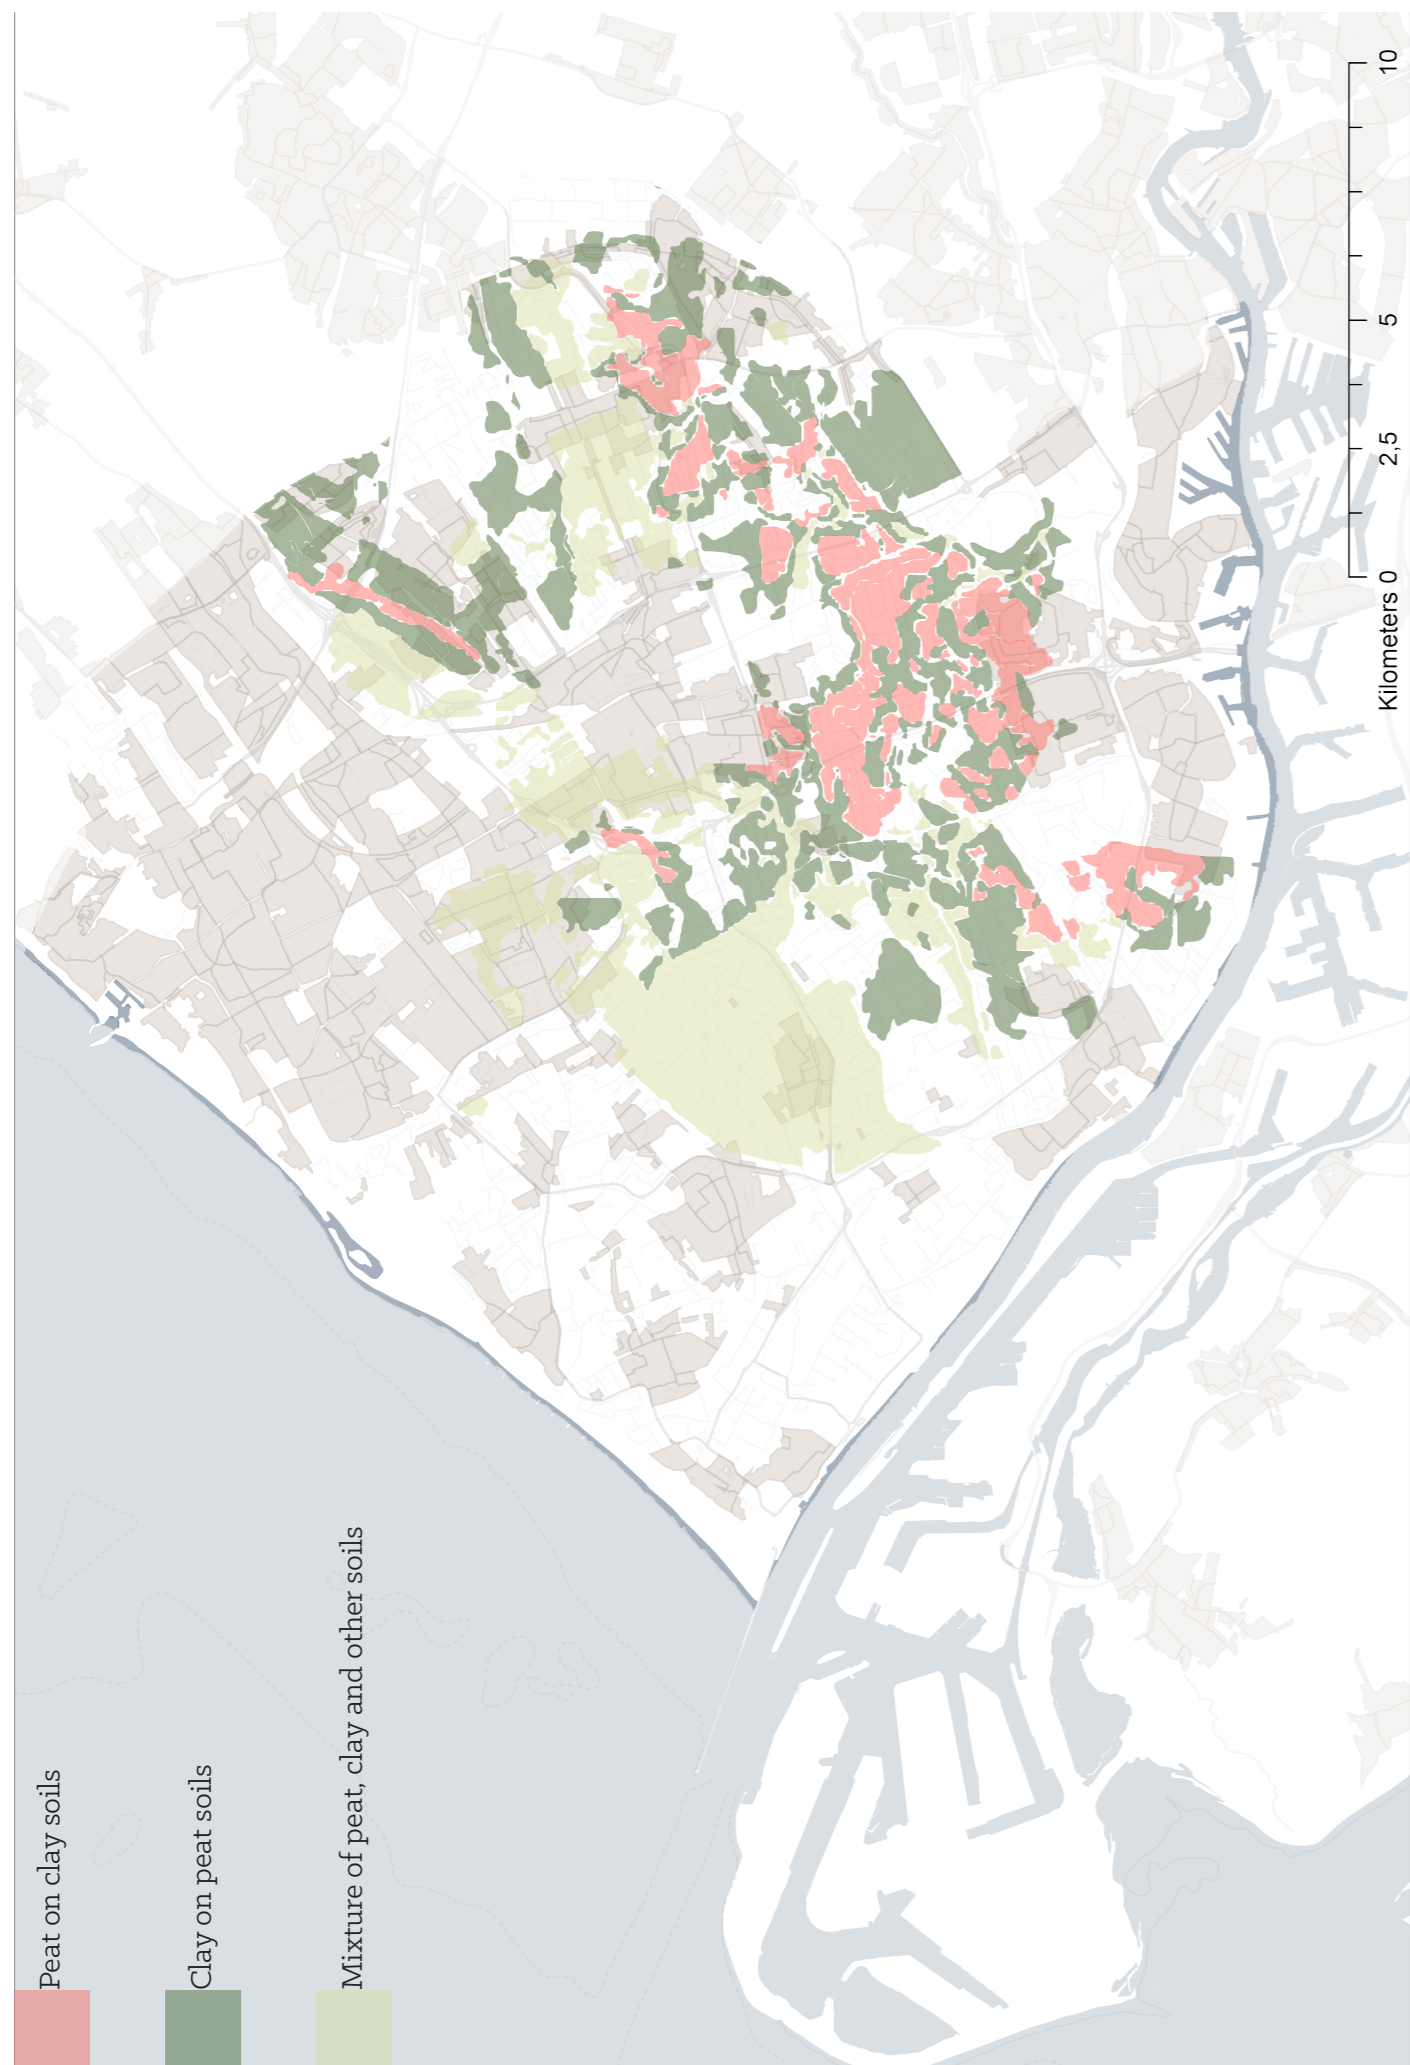 Peat on clay soils
Clay on peat soils
Mixture of peat, clay and other soils
Kilometers 0 2,5 5 10